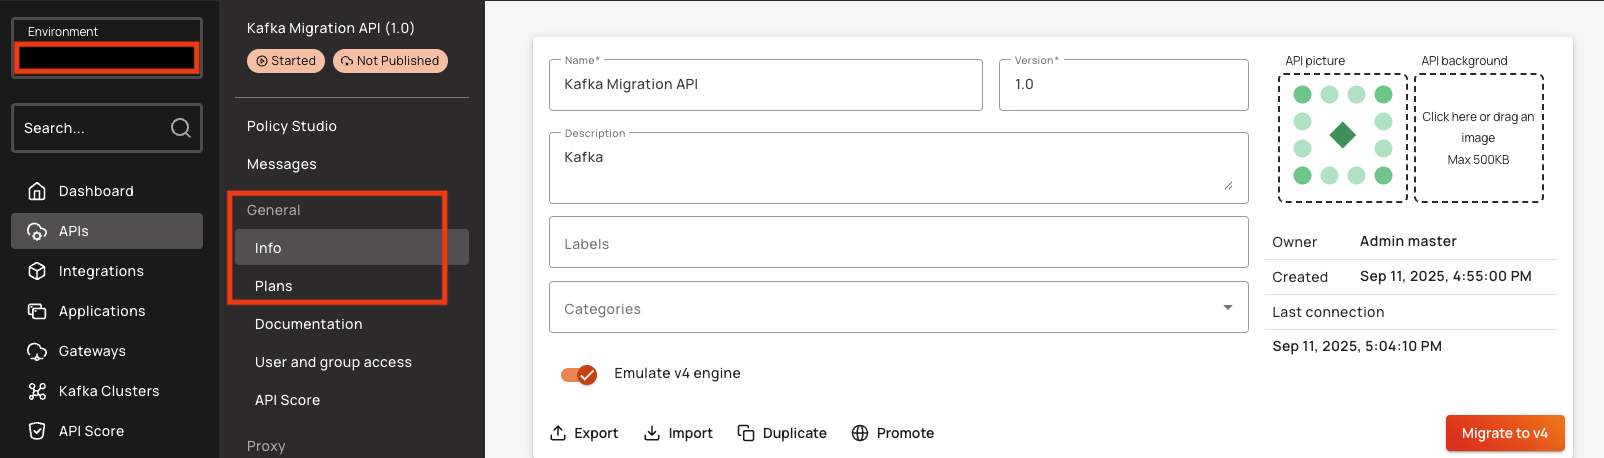 Environment
Search...
Dashboard
APIs
Integrations
Applications
Gateways
Kafka Clusters
API Score
Kafka Migration API (1.0)
Started
Not Published
Policy Studio
Messages
General
Info
Plans
Documentation
User and group access
API Score
Proxy
Name*
Kafka Migration API
Version*
1.0
Description
Kafka
Labels
Categories
Emulate v4 engine
Export
Import
Duplicate
Promote
API picture
API background
Click here or drag an
image
Max 500KB
Owner Admin master
Created Sep 11, 2025, 4:55:00 PM
Last connection
Sep 11, 2025, 5:04:10 PM
Migrate to v4